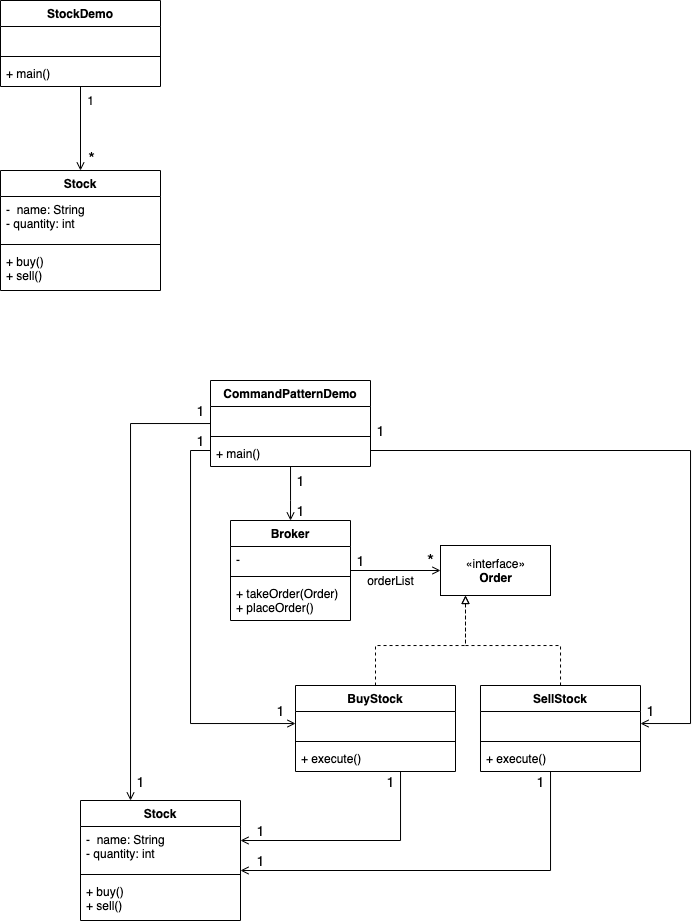 StockDemo
+ main()
1
*
Stock
-  name: String
- quantity: int
+ buy()
+ sell()
CommandPatternDemo
1
1
+ main()
1
1
1
Broker
-
+ takeOrder(Order)
+ placeOrder()
1
*
orderList
«interface»
Order
BuyStock
SellStock
1
1
+ execute()
+ execute()
1
1
1
Stock
-  name: String
- quantity: int
+ buy()
+ sell()
1
1